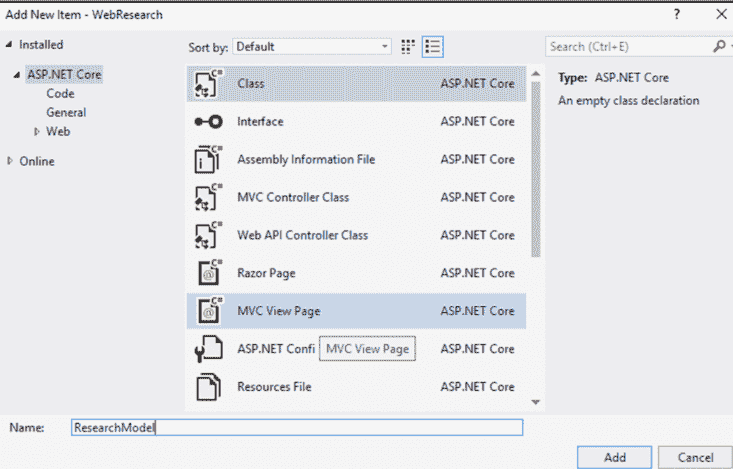 Add New Item - WebResearch
? X
Installed
Sort by: Default
Search (Ctrl+E)
ASP.NET Core
Code
General
Web
Online
Class ASP.NET Core
Interface ASP.NET Core
Assembly Information File ASP.NET Core
MVC Controller Class ASP.NET Core
Web API Controller Class ASP.NET Core
Razor Page ASP.NET Core
MVC View Page ASP.NET Core
ASP.NET Confi MVC View Page ASP.NET Core
Resources File ASP.NET Core
Type: ASP.NET Core
An empty class declaration
Name: ResearchModel
Add Cancel